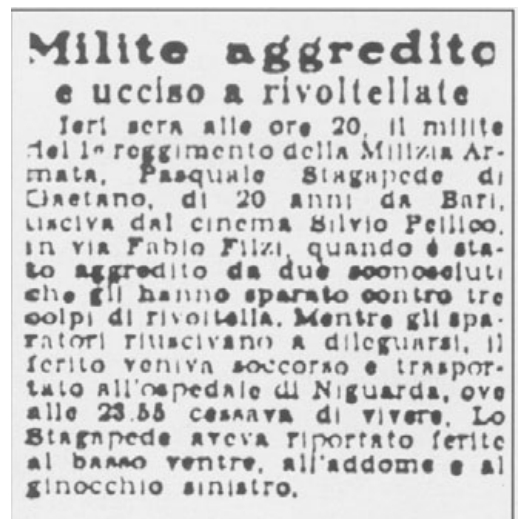 Milite aggredito
e ucciso a rivoltellate
Ieri sera alle ore 20, il milite
del 1º reggimento della Milizia Ar-
mata, Pasquale Stagapede di
Gaetano, di 20 anni da Bari,
usciva dal cinema Silvio Pellico,
in via Fabio Filzi, quando è sta-
to aggredito da due sconosciuti
che gli hanno sparato contro tre
colpi di rivoltella. Mentre gli spa-
ratori riuscivano a dileguarsi, il
ferito veniva soccorso e traspor-
tato all'ospedale di Niguarda, ove
alle 23.55 cessava di vivere. Lo
Stagapede aveva riportato ferite
al basso ventre, all'addome e al
ginocchio sinistro.